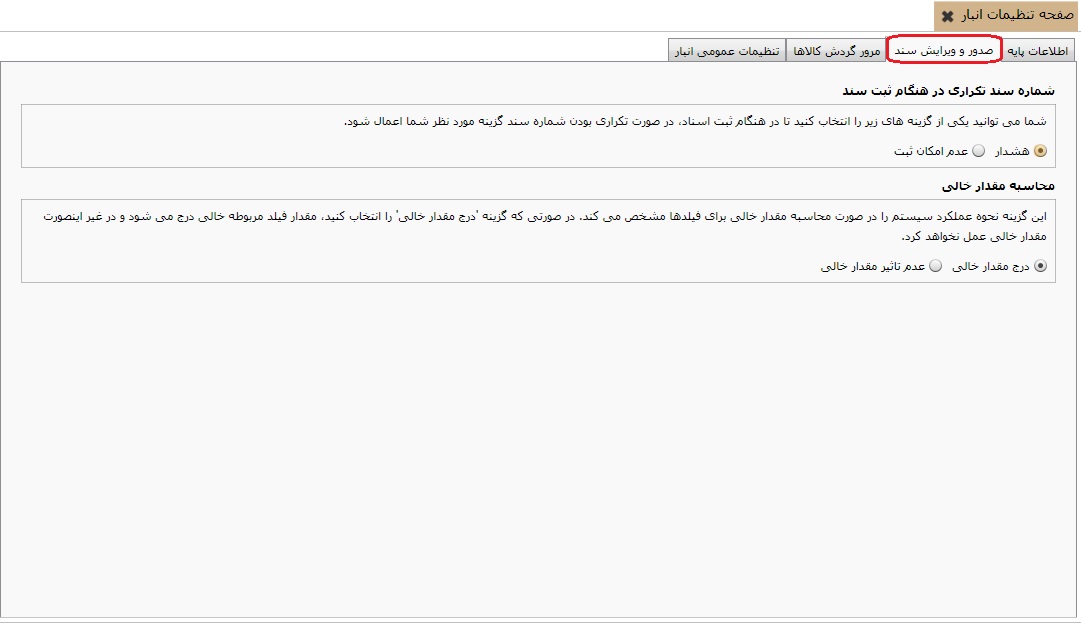 صفحه تنظیمات انبار
اطلاعات پایه
صدور و ویرایش سند
مرور گردش کالاها
تنظیمات عمومی انبار
شماره سند تکراری در هنگام ثبت سند
شما می توانید یکی از گزینه های زیر را انتخاب کنید تا در هنگام ثبت اسناد، در صورت تکراری بودن شماره سند گزینه مورد نظر شما اعمال شود.
هشدار عدم امکان ثبت
محاسبه مقدار خالی
این گزینه نحوه عملکرد سیستم را در صورت محاسبه مقدار خالی برای فیلدها مشخص می کند. در صورتی که گزینه 'درج مقدار خالی' را انتخاب کنید، مقدار فیلد مربوطه خالی درج می شود و در غیر اینصورت
مقدار خالی عمل نخواهد کرد.
درج مقدار خالی عدم تاثیر مقدار خالی